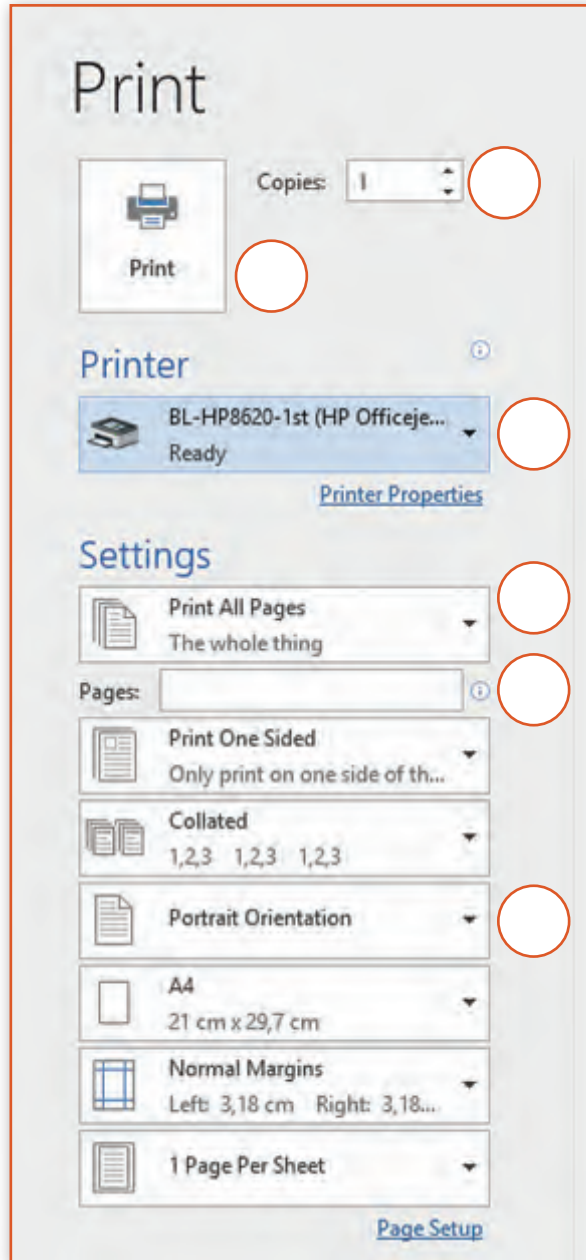 Print
Copies: 1
Print
Printer
BL-HP8620-1st (HP Officeje...
Ready
Printer Properties
Settings
Print All Pages
The whole thing
Pages:
Print One Sided
Only print on one side of th...
Collated
1,2,3 1,2,3 1,2,3
Portrait Orientation
A4
21 cm x 29,7 cm
Normal Margins
Left: 3,18 cm Right: 3,18...
1 Page Per Sheet
Page Setup